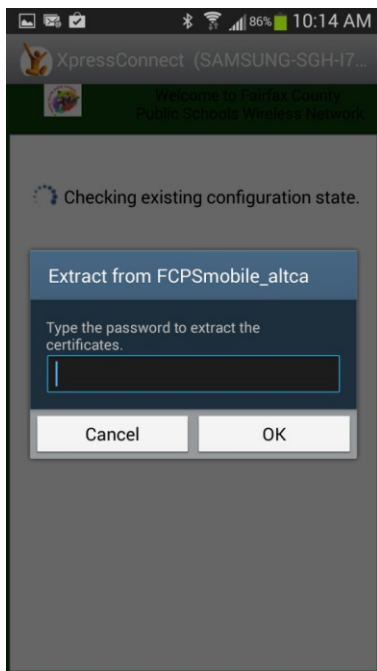 86% 10:14 AM
XpressConnect (SAMSUNG-SGH-I7...
Welcome to Fairfax County
Public Schools Wireless Network
Checking existing configuration state.
Extract from FCPSmobile_altca
Type the password to extract the
certificates.
Cancel
OK